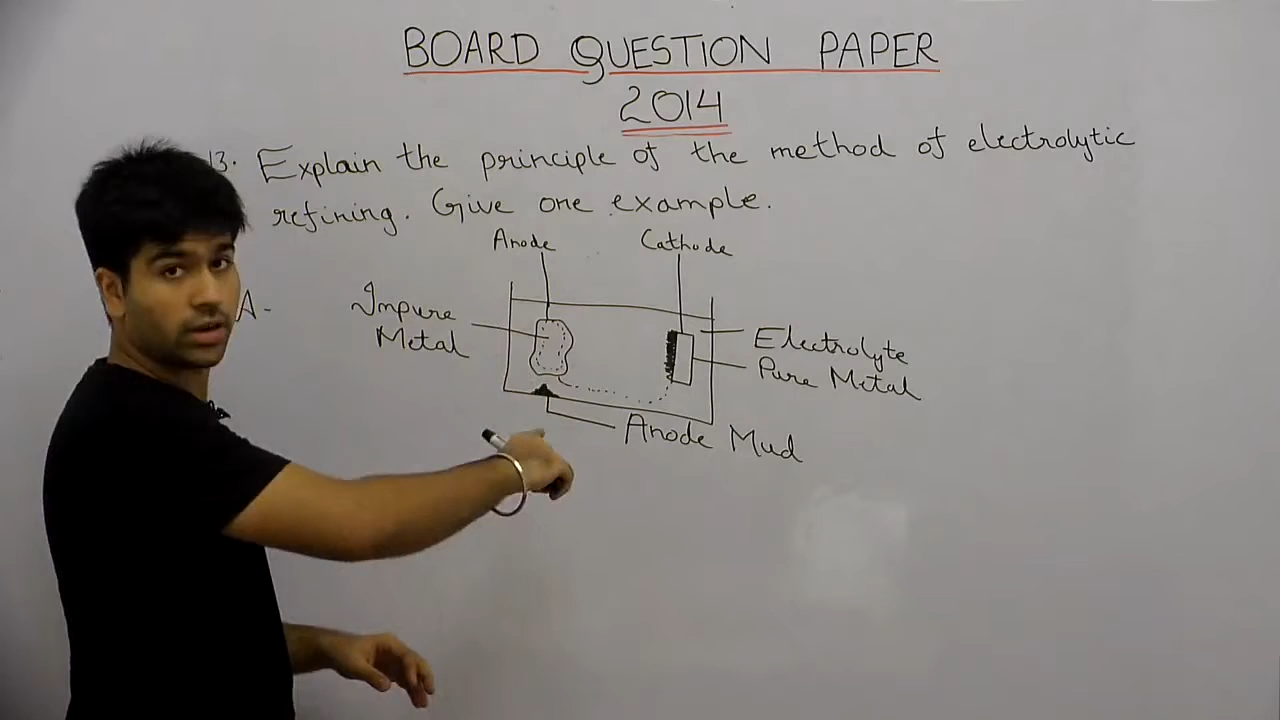 BOARD QUESTION PAPER
2014
13. Explain the principle of the method of electrolytic
refining. Give one example.
Anode Cathode
A-
Impure
Metal
Electrolyte
Pure Metal
Anode Mud